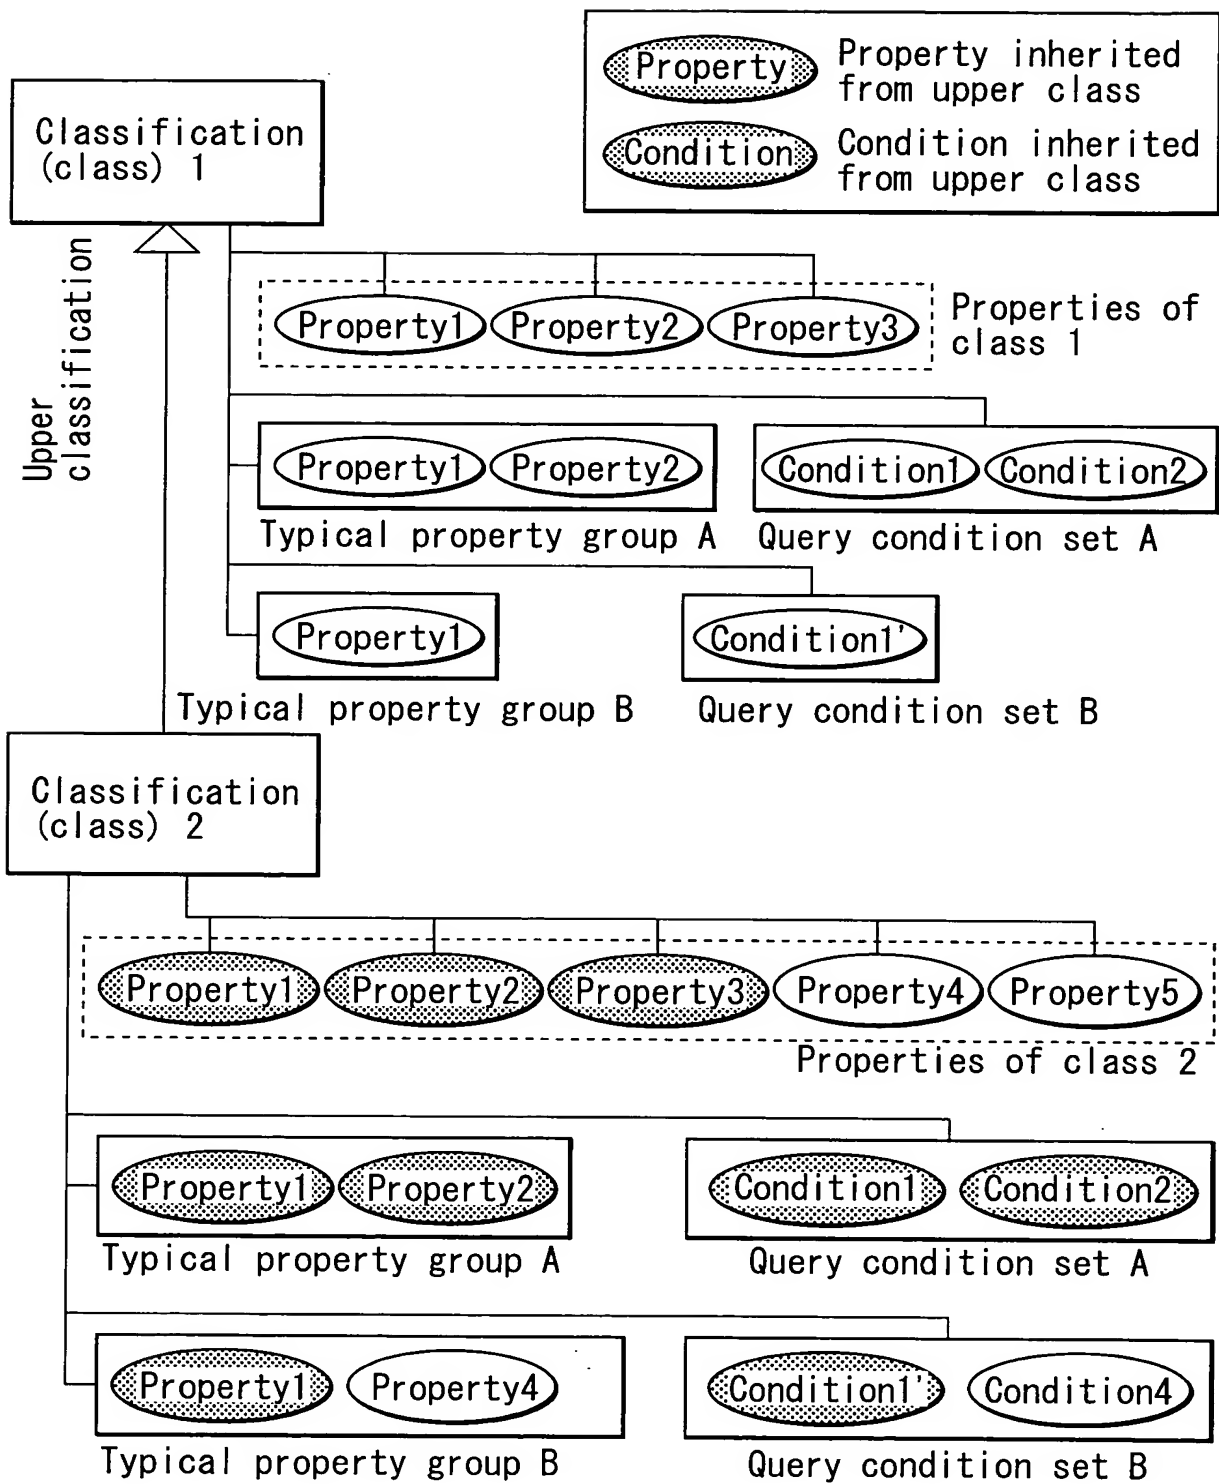 Property
Property inherited
from upper class
Condition
Condition inherited
from upper class
Classification
(class) 1
Upper
classification
Property1
Property2
Property3
Properties of
class 1
Property1
Property2
Condition1
Condition2
Typical property group A
Query condition set A
Property1
Condition1'
Typical property group B
Query condition set B
Classification
(class) 2
Property1
Property2
Property3
Property4
Property5
Properties of class 2
Property1
Property2
Condition1
Condition2
Typical property group A
Query condition set A
Property1
Property4
Condition1'
Condition4
Typical property group B
Query condition set B